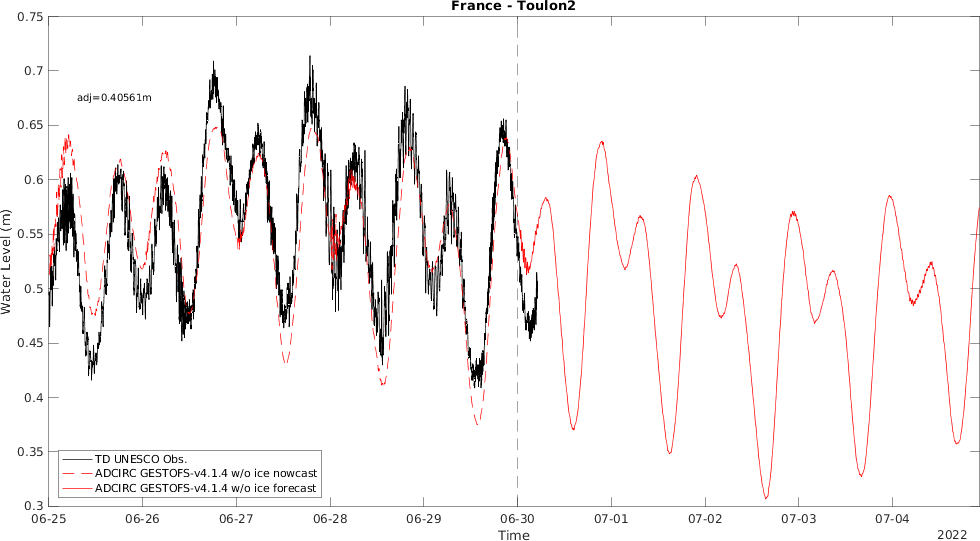 France - Toulon2
0.75
0.7
0.65
0.6
0.55
0.5
0.45
0.4
0.35
0.3
Water Level (m)
adj=0.40561m
TD UNESCO Obs.
ADCIRC GESTOFS-v4.1.4 w/o ice nowcast
ADCIRC GESTOFS-v4.1.4 w/o ice forecast
06-25 06-26 06-27 06-28 06-29 06-30 07-01 07-02 07-03 07-04
Time
2022